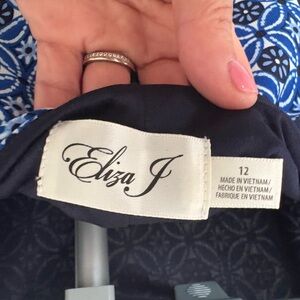 Eliza J
12
MADE IN VIETNAM/
HECHO EN VIETNAM/
FABRIQUE EN VIETNAM